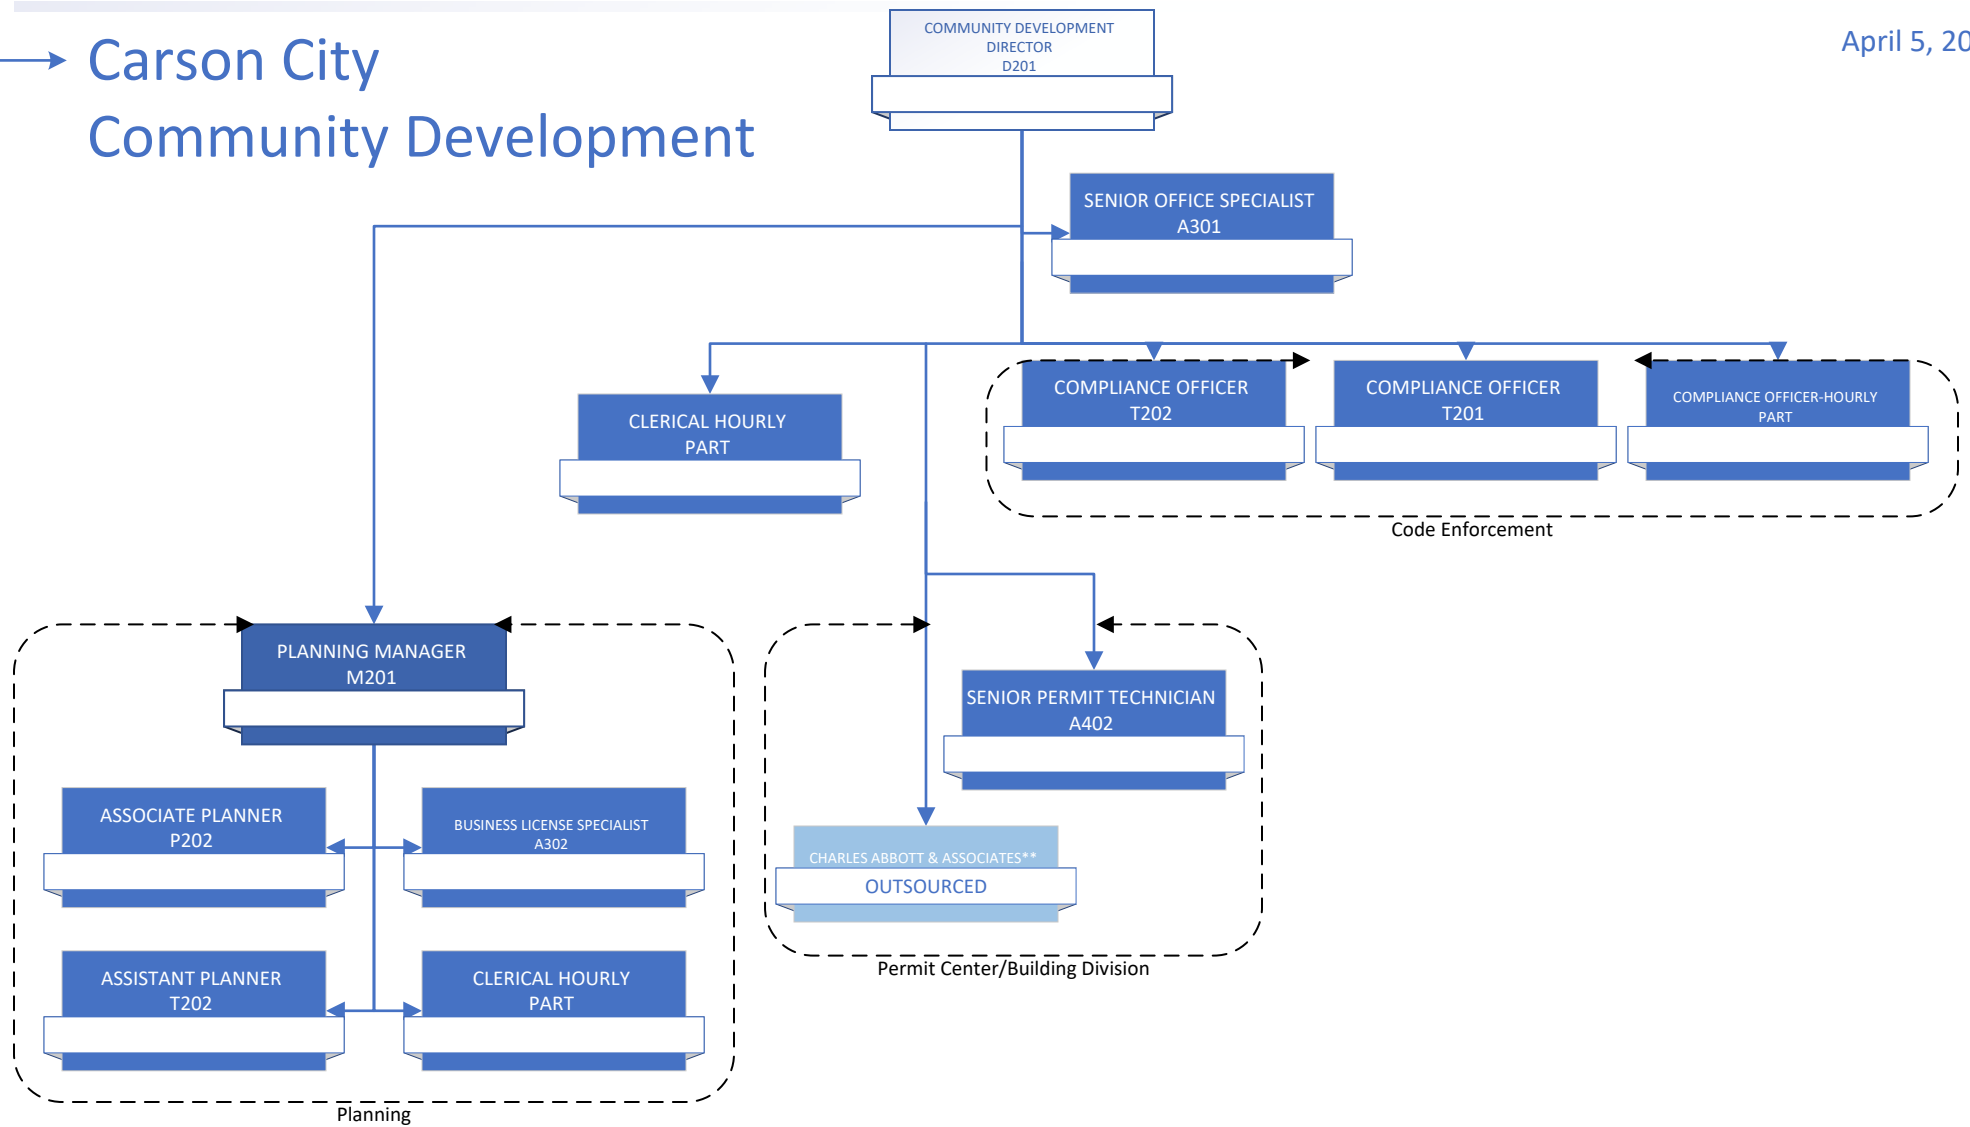 Carson City
Community Development
April 5, 20
COMMUNITY DEVELOPMENT
DIRECTOR
D201
SENIOR OFFICE SPECIALIST
A301
CLERICAL HOURLY
PART
COMPLIANCE OFFICER
T202
COMPLIANCE OFFICER
T201
COMPLIANCE OFFICER-HOURLY
PART
Code Enforcement
PLANNING MANAGER
M201
SENIOR PERMIT TECHNICIAN
A402
ASSOCIATE PLANNER
P202
BUSINESS LICENSE SPECIALIST
A302
CHARLES ABBOTT & ASSOCIATES**
OUTSOURCED
ASSISTANT PLANNER
T202
CLERICAL HOURLY
PART
Permit Center/Building Division
Planning